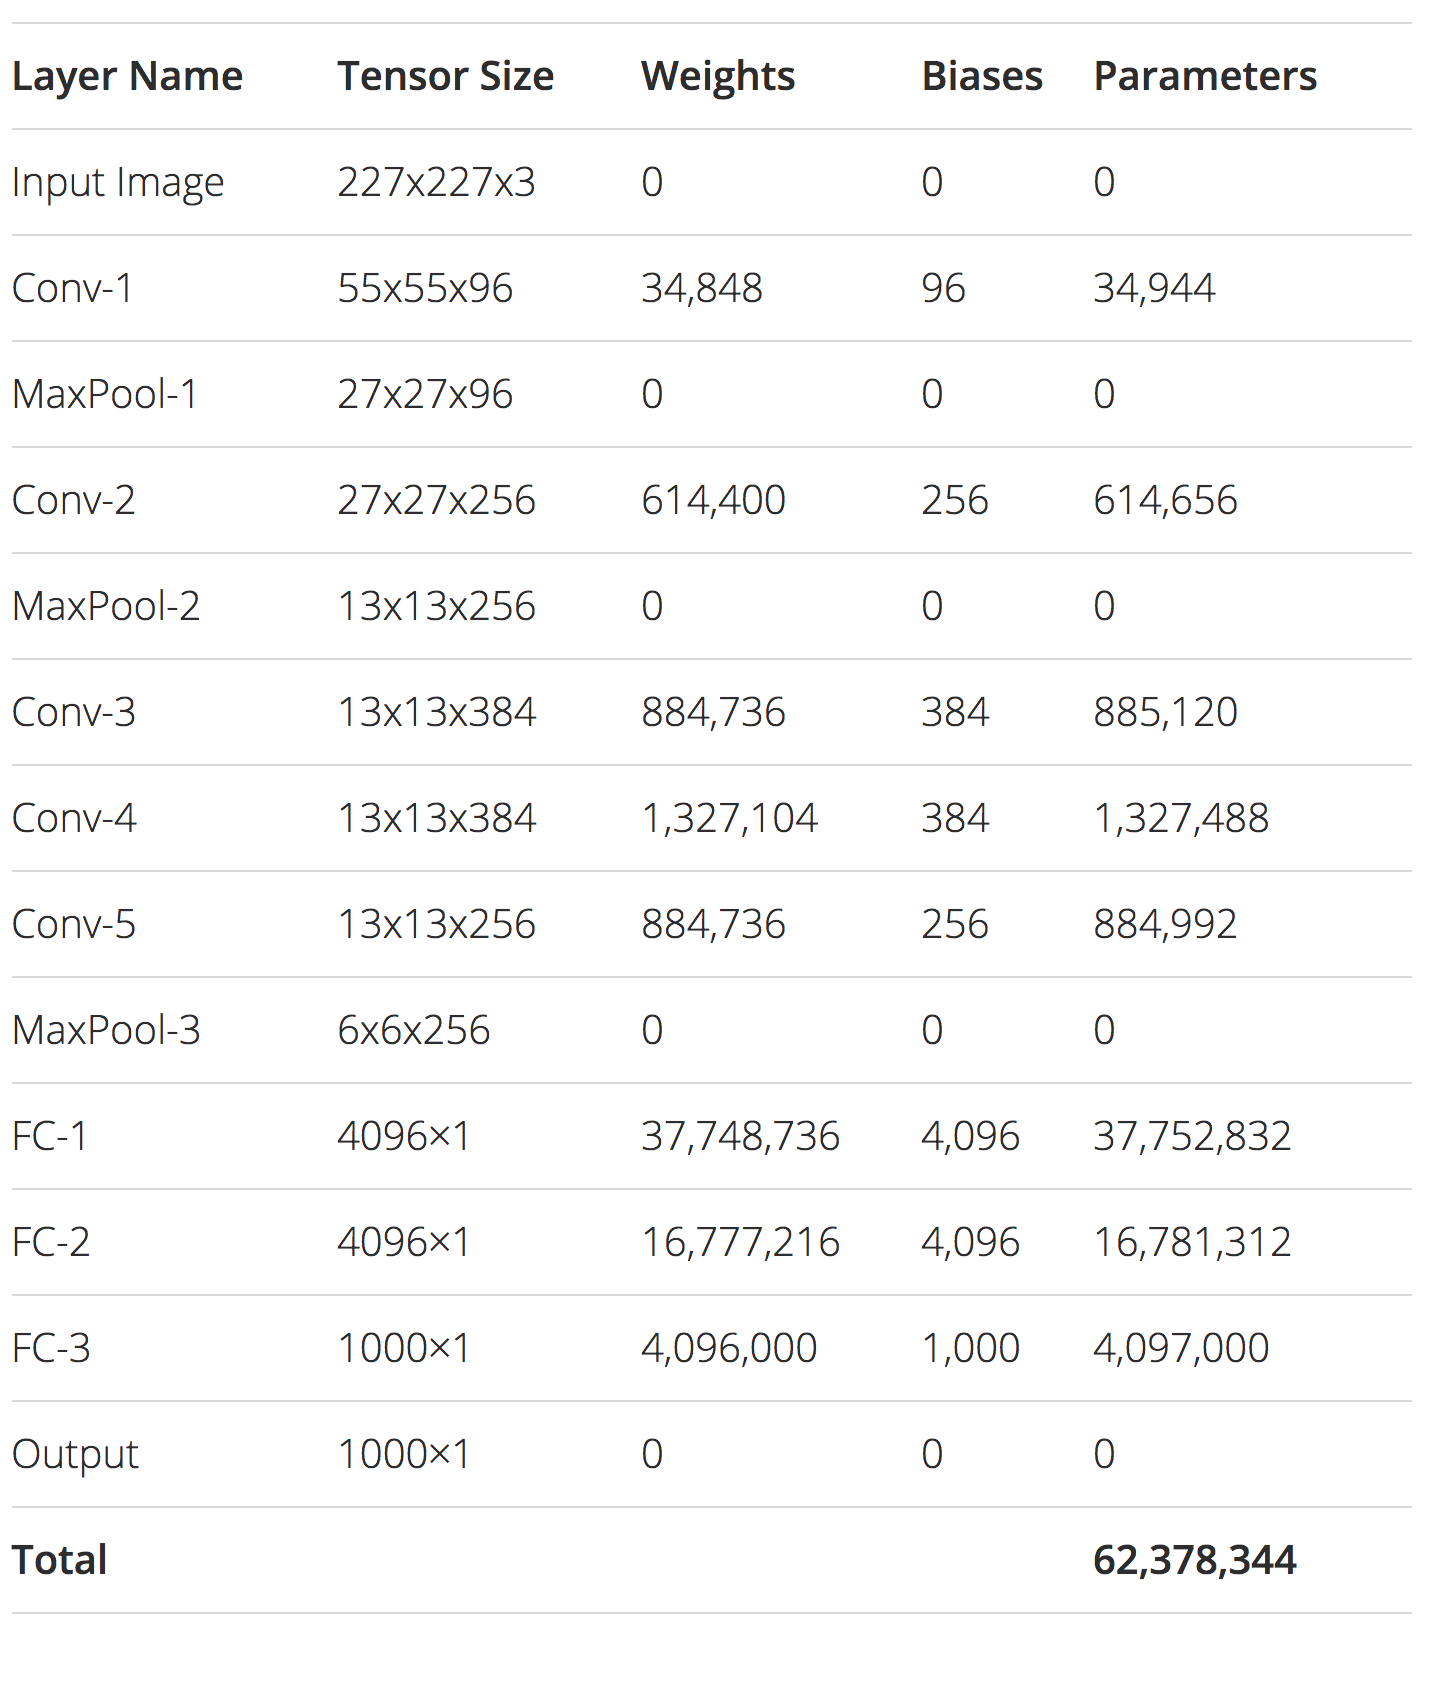 Layer Name Tensor Size Weights Biases Parameters
Input Image 227x227x3 0 0 0
Conv-1 55x55x96 34,848 96 34,944
MaxPool-1 27x27x96 0 0 0
Conv-2 27x27x256 614,400 256 614,656
MaxPool-2 13x13x256 0 0 0
Conv-3 13x13x384 884,736 384 885,120
Conv-4 13x13x384 1,327,104 384 1,327,488
Conv-5 13x13x256 884,736 256 884,992
MaxPool-3 6x6x256 0 0 0
FC-1 4096×1 37,748,736 4,096 37,752,832
FC-2 4096×1 16,777,216 4,096 16,781,312
FC-3 1000×1 4,096,000 1,000 4,097,000
Output 1000×1 0 0 0
Total 62,378,344